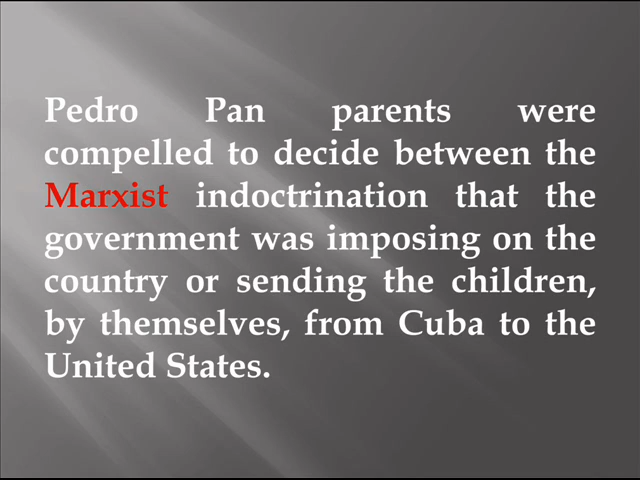 Pedro Pan parents were
compelled to decide between the
Marxist indoctrination that the
government was imposing on the
country or sending the children,
by themselves, from Cuba to the
United States.